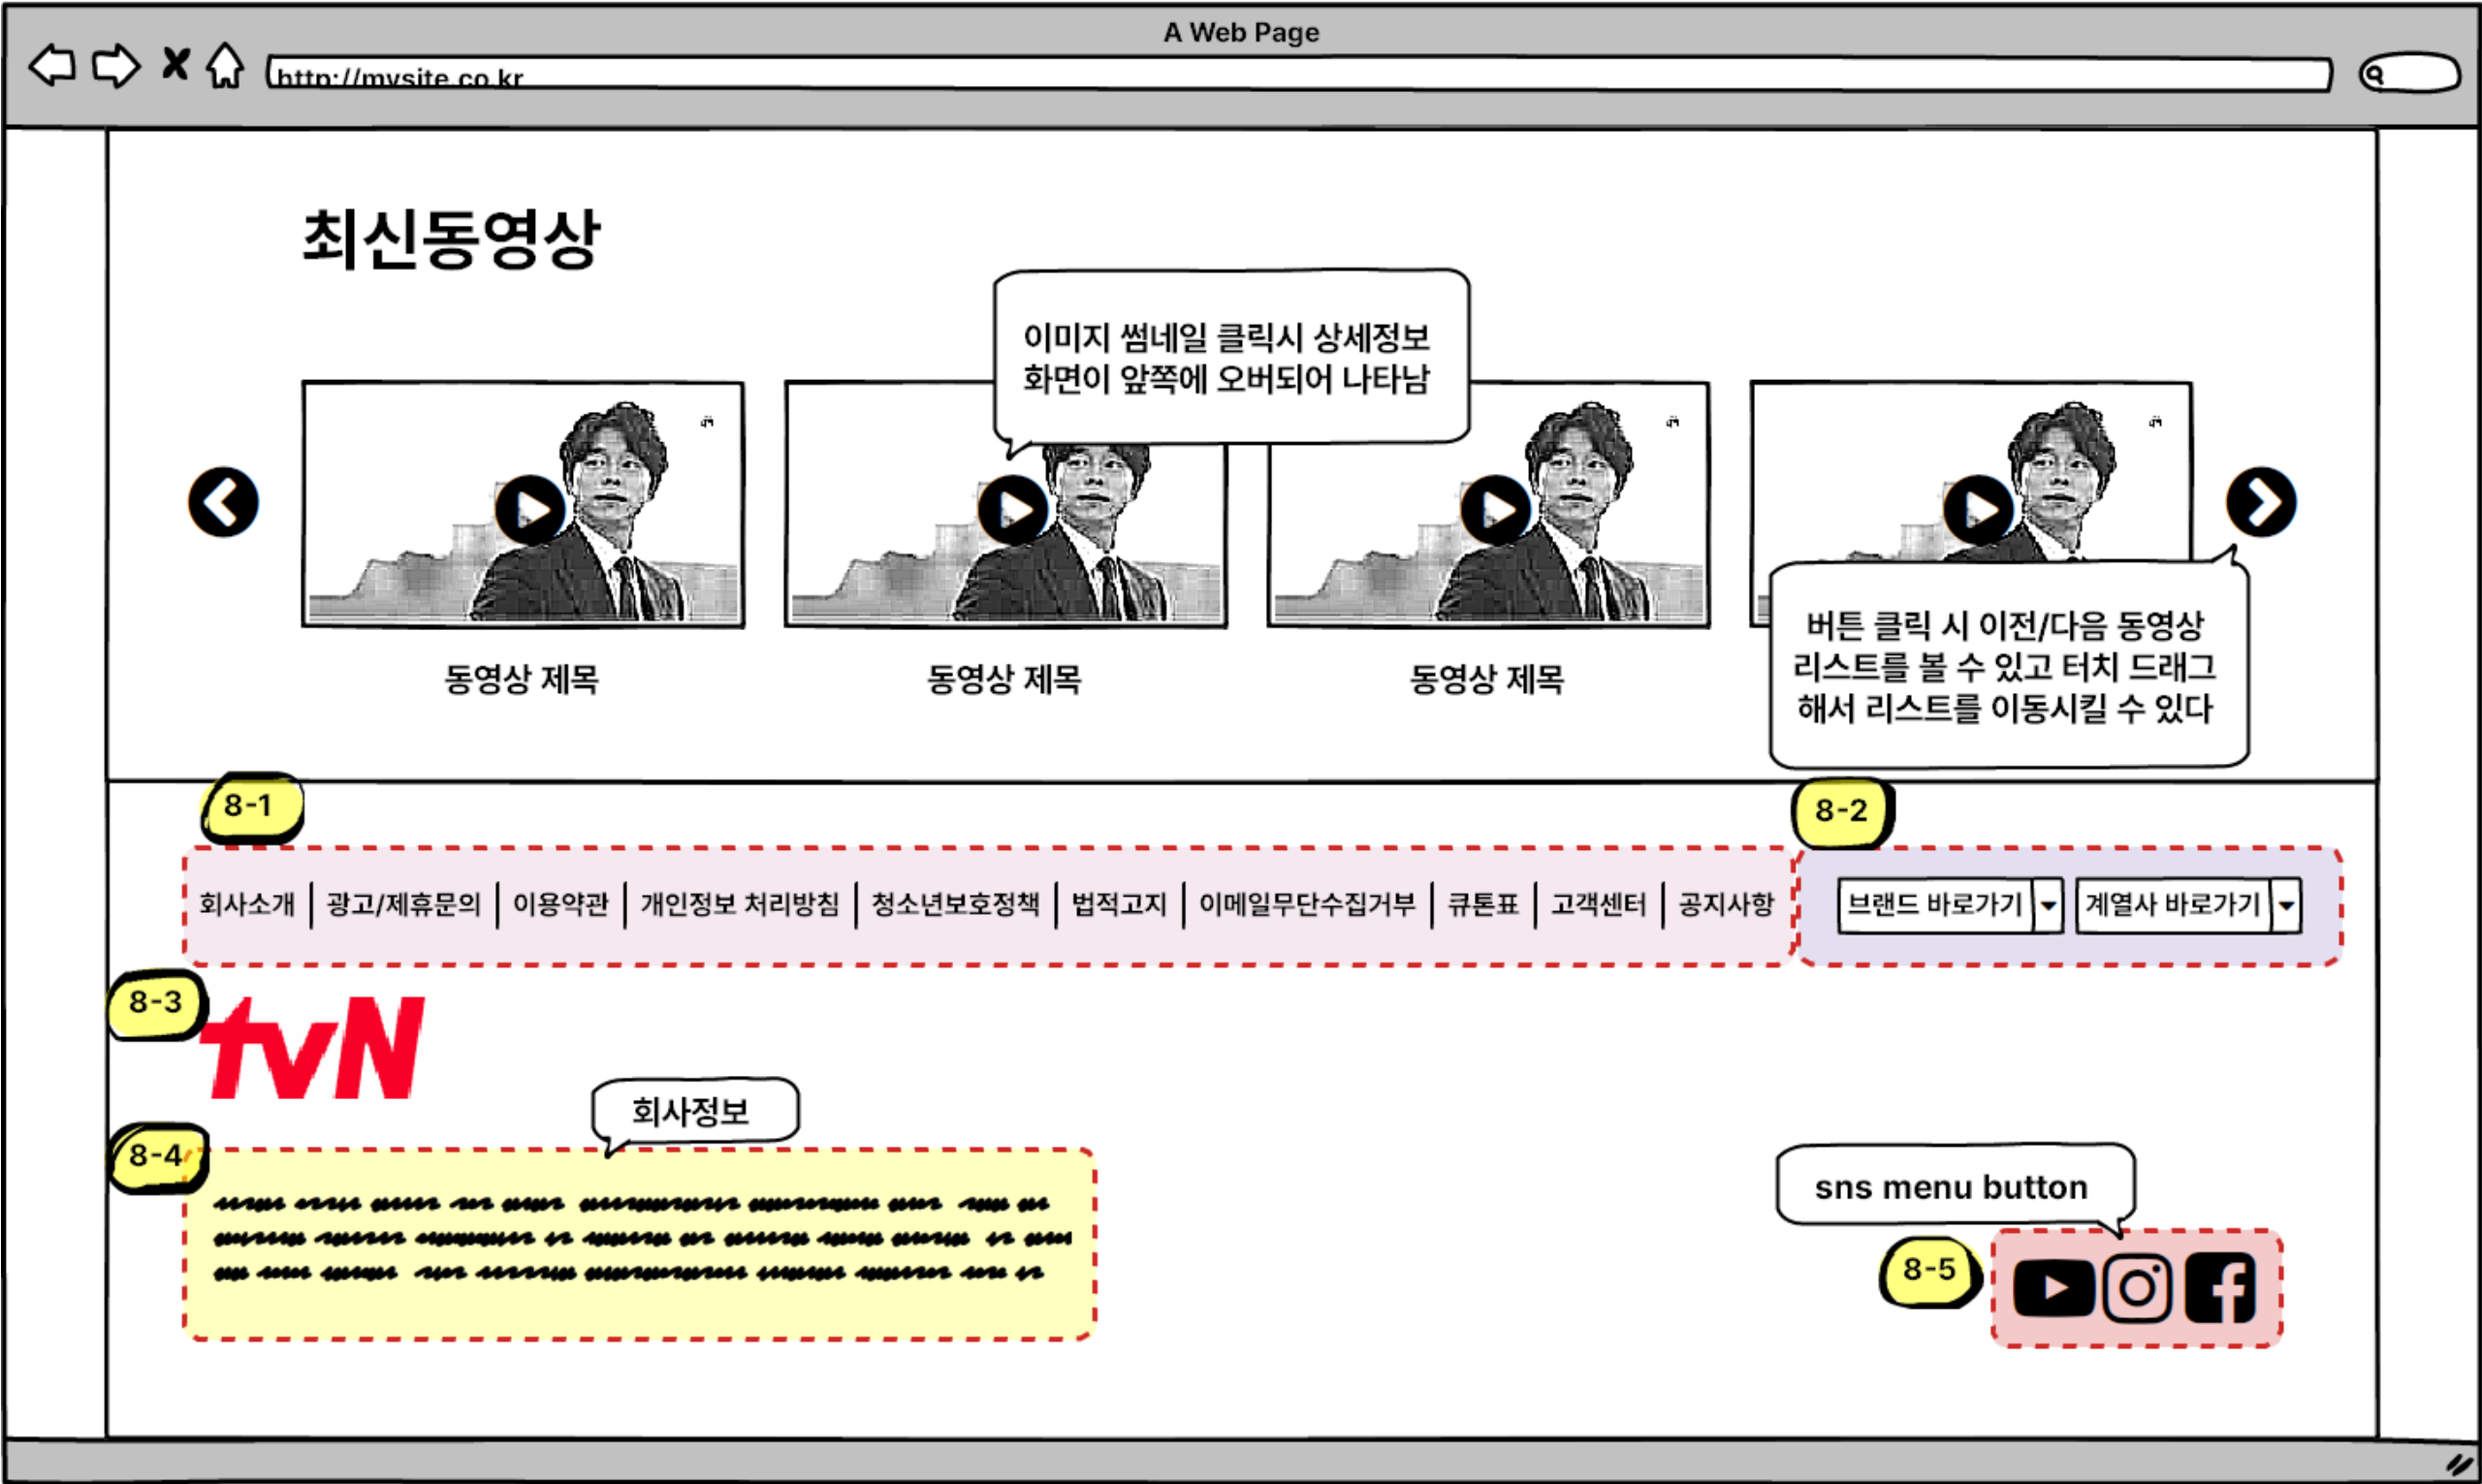 A Web Page
http://mysite.co.kr
최신동영상
이미지 썸네일 클릭시 상세정보
화면이 앞쪽에 오버되어 나타남
버튼 클릭 시 이전/다음 동영상
리스트를 볼 수 있고 터치 드래그
해서 리스트를 이동시킬 수 있다
동영상 제목
동영상 제목
동영상 제목
8-1
8-2
회사소개 | 광고/제휴문의 | 이용약관 | 개인정보 처리방침 | 청소년보호정책 | 법적고지 | 이메일무단수집거부 | 큐톤표 | 고객센터 | 공지사항
브랜드 바로가기
계열사 바로가기
8-3
tvN
회사정보
8-4
sns menu button
8-5